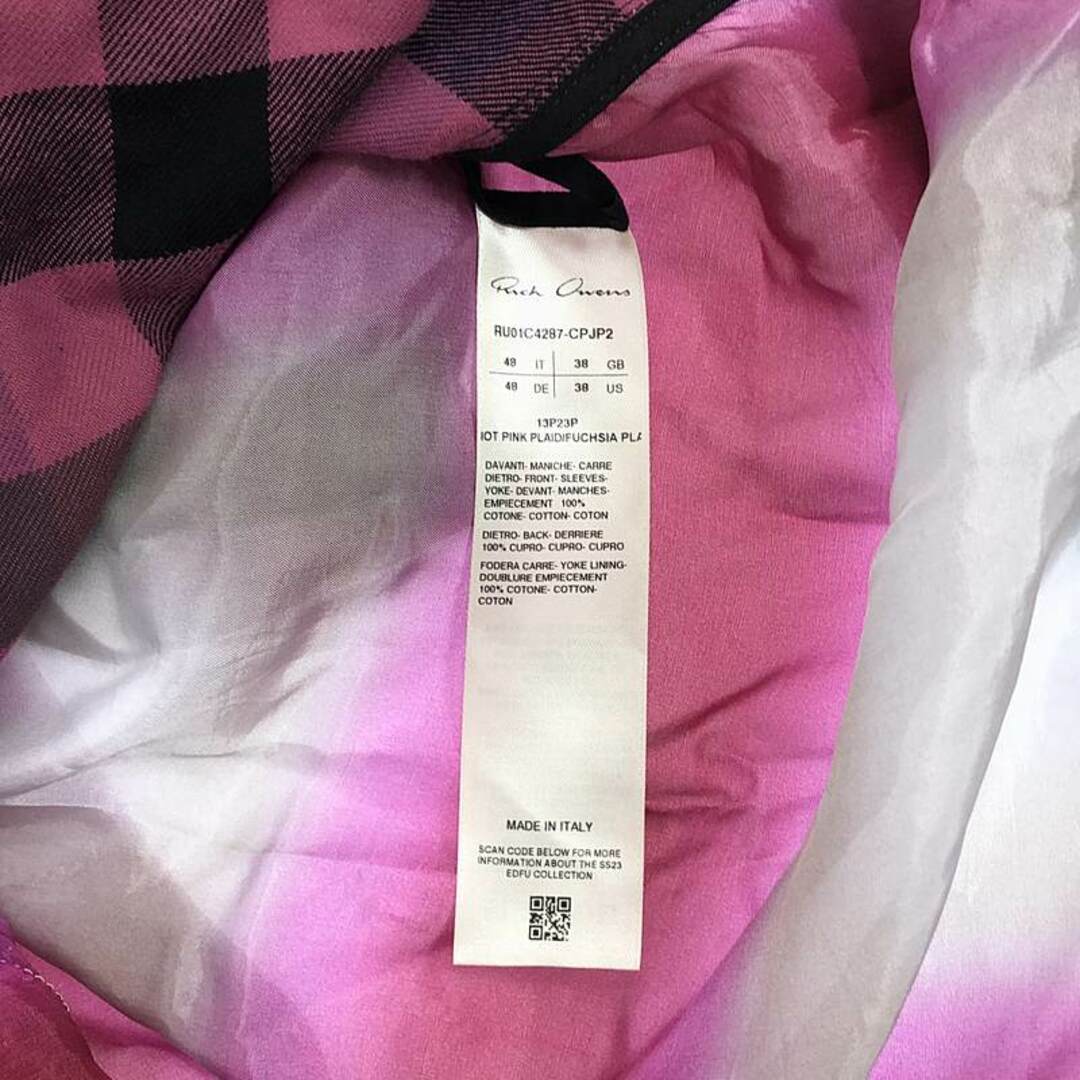 Rick Owens
RU01C4287-CPJP2
48 IT 38 GB
48 DE 38 US
13P23P
IOT PINK PLAID/FUCHSIA PLA
DAVANTI- MANICHE- CARRE
DIETRO- FRONT- SLEEVES-
YOKE- DEVANT- MANCHES-
EMPIECEMENT 100%
COTONE- COTTON- COTON
DIETRO- BACK- DERRIERE
100% CUPRO- CUPRO- CUPRO
FODERA CARRE- YOKE LINING-
DOUBLURE EMPIECEMENT
100% COTONE- COTTON-
COTON
MADE IN ITALY
SCAN CODE BELOW FOR MORE
INFORMATION ABOUT THE SS23
EDFU COLLECTION